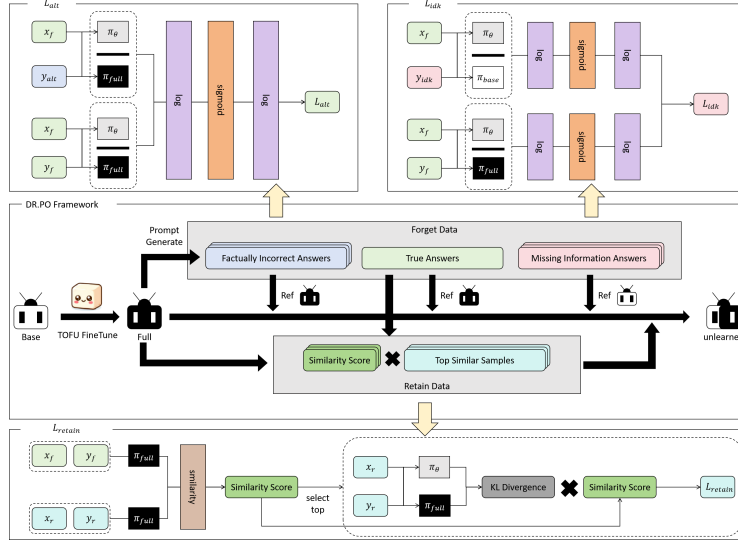 L_alt
x_f
π_θ
y_alt
π_full
x_f
π_θ
y_f
π_full
log
sigmoid
log
L_alt
L_idk
x_f
π_θ
y_idk
π_base
x_f
π_θ
y_f
π_full
log
sigmoid
log
log
sigmoid
log
L_idk
DR.PO Framework
Prompt
Generate
Forget Data
Factually Incorrect Answers
True Answers
Missing Information Answers
Ref
Ref
Ref
Base
TOFU FineTune
Full
unlearne
Similarity Score
Top Similar Samples
Retain Data
L_retain
x_f
y_f
π_full
x_r
y_r
π_full
smilarity
Similarity Score
select
top
x_r
π_θ
y_r
π_full
KL Divergence
Similarity Score
L_retain